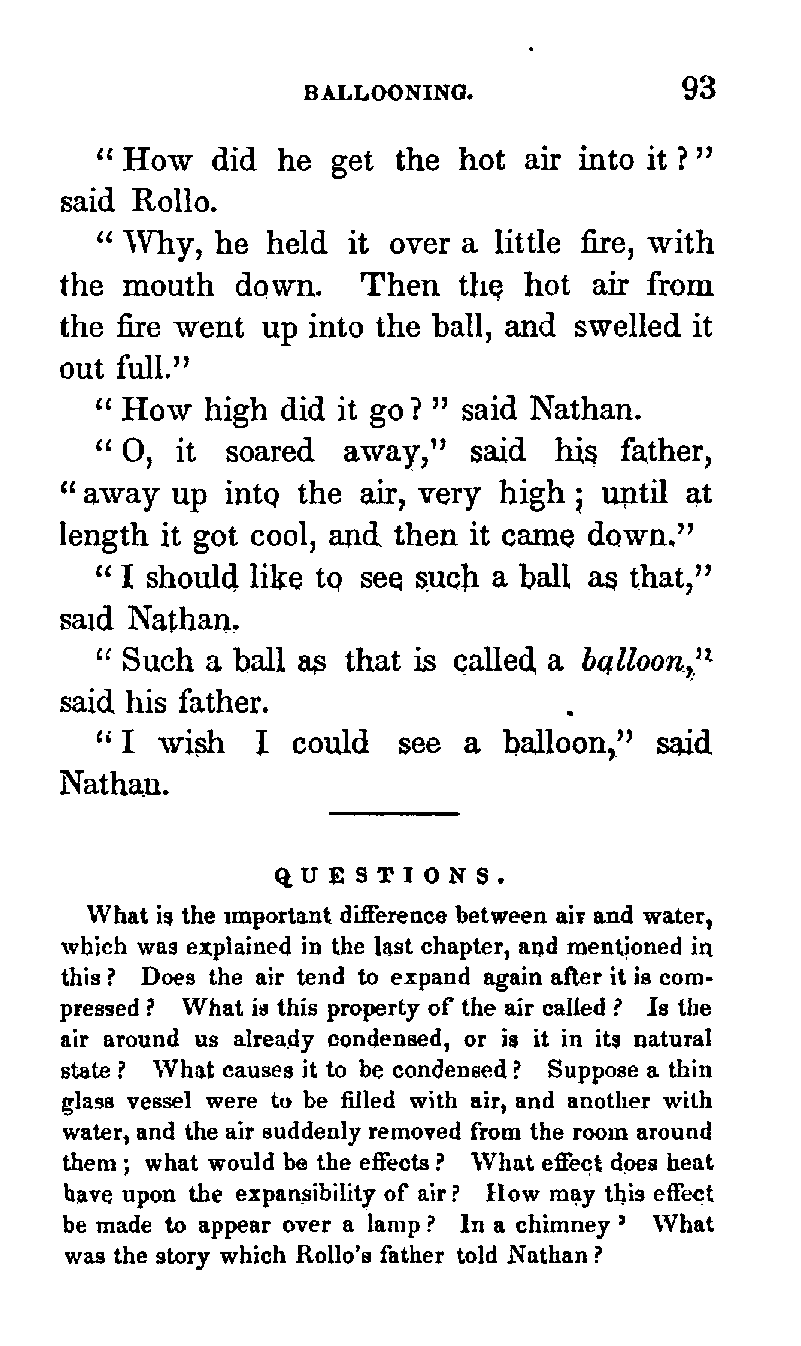 BALLOONING. 93
“ How did he get the hot air into it ? ”
said Rollo.
“ Why, he held it over a little fire, with
the mouth down. Then the hot air from
the fire went up into the ball, and swelled it
out full.”
“ How high did it go ? ” said Nathan.
“ O, it soared away,” said his father,
“ away up into the air, very high ; until at
length it got cool, and then it came down.”
“ I should like to see such a ball as that,”
said Nathan.
“ Such a ball as that is called a balloon,”
said his father.
“ I wish I could see a balloon,” said
Nathan.
QUESTIONS.
What is the important difference between air and water,
which was explained in the last chapter, and mentioned in
this ? Does the air tend to expand again after it is com-
pressed ? What is this property of the air called ? Is the
air around us already condensed, or is it in its natural
state ? What causes it to be condensed ? Suppose a thin
glass vessel were to be filled with air, and another with
water, and the air suddenly removed from the room around
them ; what would be the effects ? What effect does heat
have upon the expansibility of air ? How may this effect
be made to appear over a lamp ? In a chimney ? What
was the story which Rollo's father told Nathan ?